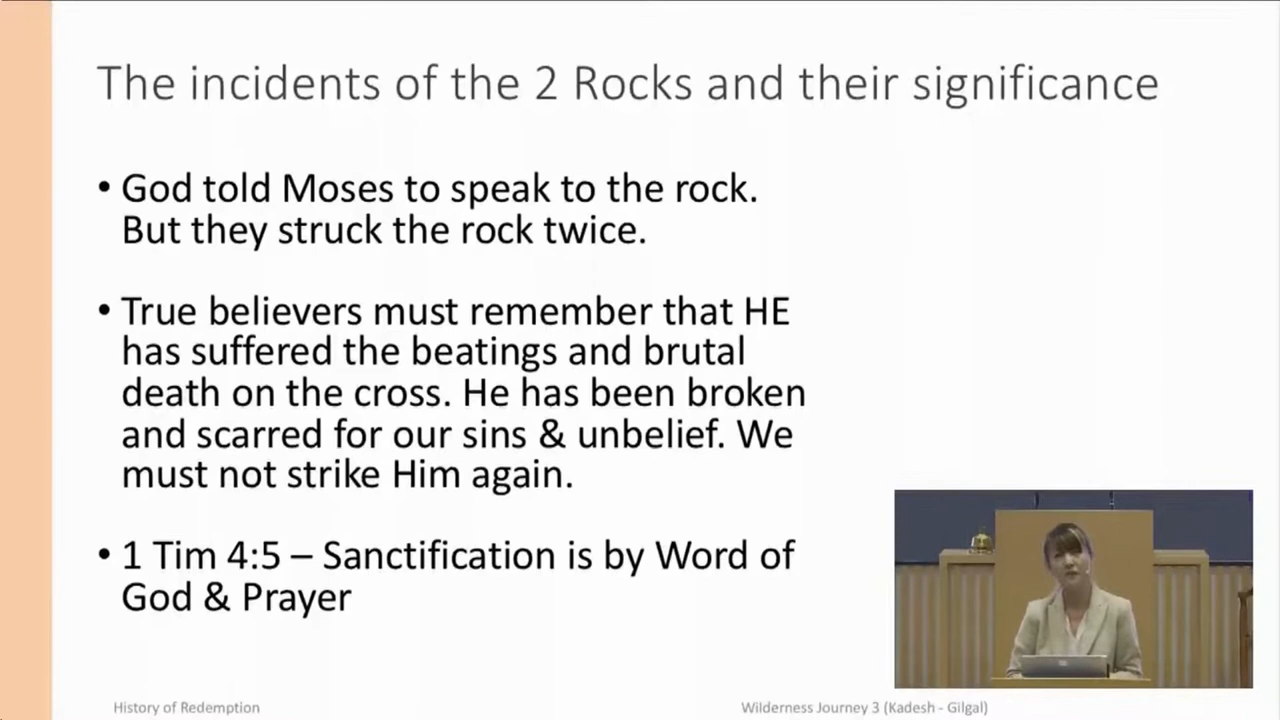 The incidents of the 2 Rocks and their significance
• God told Moses to speak to the rock.
But they struck the rock twice.
• True believers must remember that HE
has suffered the beatings and brutal
death on the cross. He has been broken
and scarred for our sins & unbelief. We
must not strike Him again.
• 1 Tim 4:5 – Sanctification is by Word of
God & Prayer
History of Redemption
Wilderness Journey 3 (Kadesh - Gilgal)